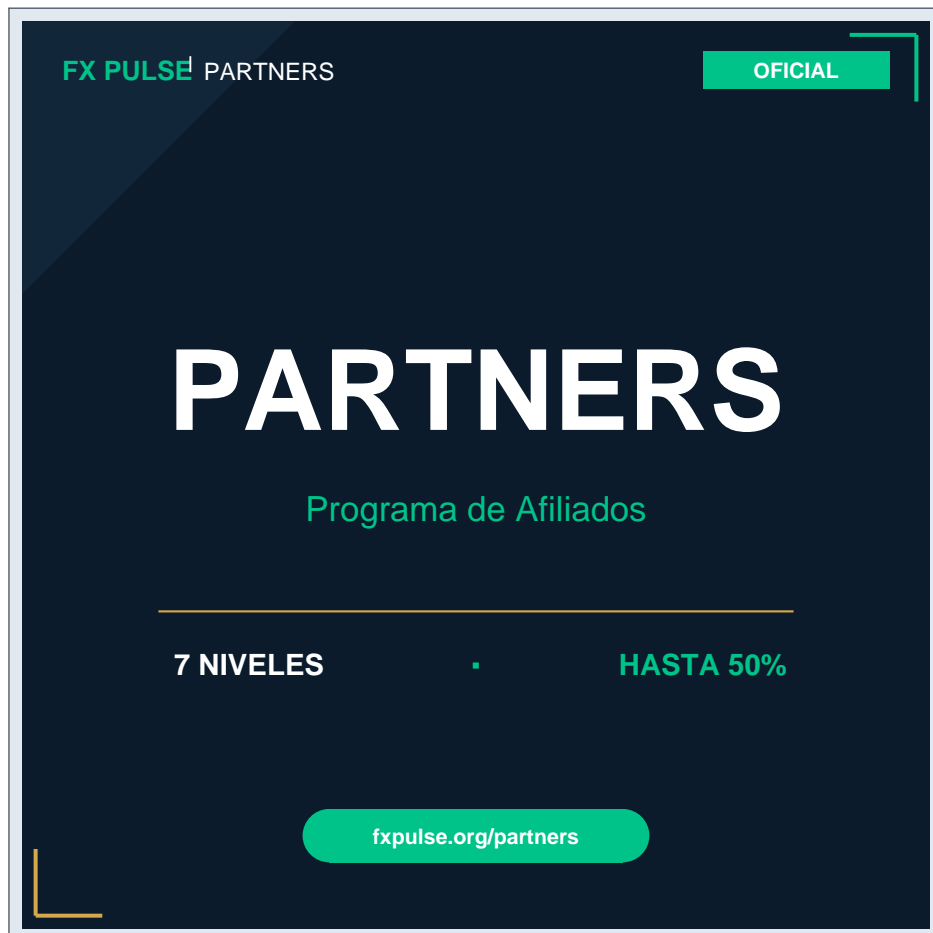 FX PULSE | PARTNERS
OFICIAL
PARTNERS
Programa de Afiliados
7 NIVELES · HASTA 50%
fxpulse.org/partners